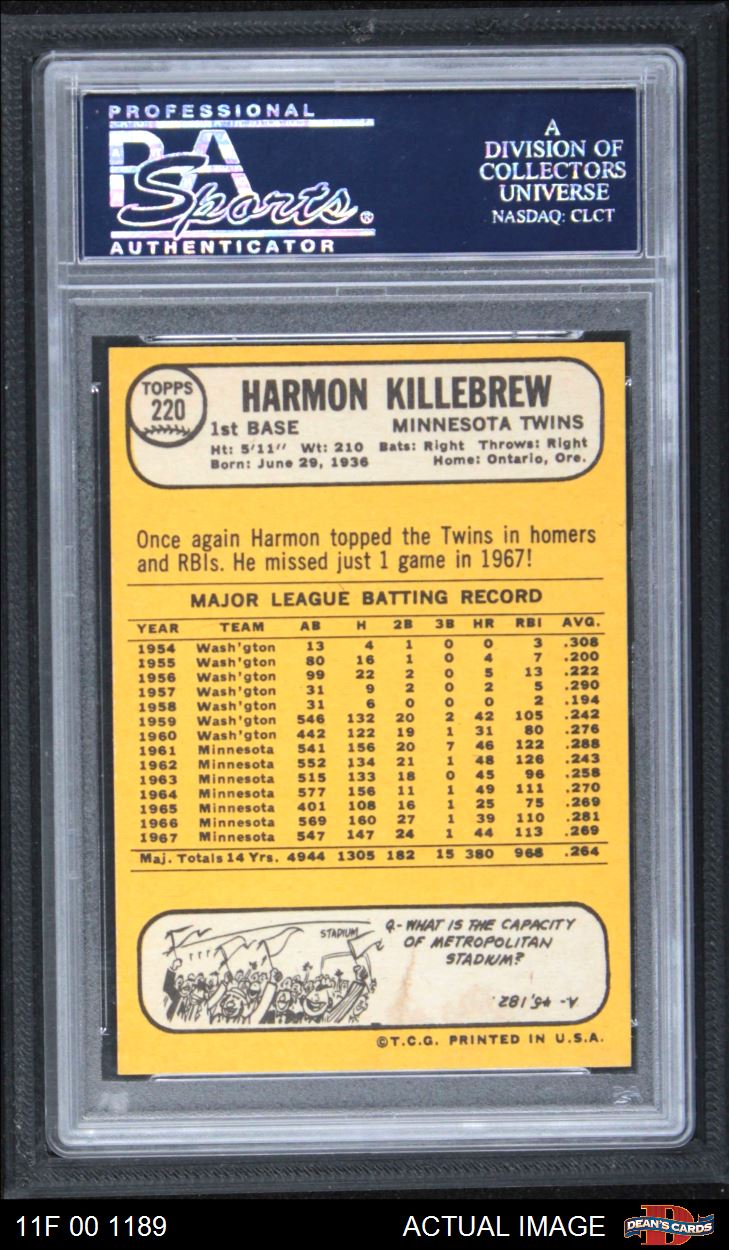 PROFESSIONAL
PSA
Sports®
AUTHENTICATOR
A
DIVISION OF
COLLECTORS
UNIVERSE
NASDAQ: CLCT
TOPPS
220
HARMON KILLEBREW
1st BASE MINNESOTA TWINS
Ht: 5'11" Wt: 210 Bats: Right Throws: Right
Born: June 29, 1936 Home: Ontario, Ore.
Once again Harmon topped the Twins in homers
and RBIs. He missed just 1 game in 1967!
MAJOR LEAGUE BATTING RECORD
YEAR TEAM AB H 2B 3B HR RBI AVG.
1954 Wash'gton 13 4 1 0 0 3 .308
1955 Wash'gton 80 16 1 0 4 7 .200
1956 Wash'gton 99 22 2 0 5 13 .222
1957 Wash'gton 31 9 2 0 2 5 .290
1958 Wash'gton 31 6 0 0 0 2 .194
1959 Wash'gton 546 132 20 2 42 105 .242
1960 Wash'gton 442 122 19 1 31 80 .276
1961 Minnesota 541 156 20 7 46 122 .288
1962 Minnesota 552 134 21 1 48 126 .243
1963 Minnesota 515 133 18 0 45 96 .258
1964 Minnesota 577 156 11 1 49 111 .270
1965 Minnesota 401 108 16 1 25 75 .269
1966 Minnesota 569 160 27 1 39 110 .281
1967 Minnesota 547 147 24 1 44 113 .269
Maj. Totals 14 Yrs. 4944 1305 182 15 380 968 .264
STADIUM
Q- WHAT IS THE CAPACITY
OF METROPOLITAN
STADIUM?
A- 45,182.
©T.C.G. PRINTED IN U.S.A.
11F 00 1189
ACTUAL IMAGE
D
DEAN'S CARDS